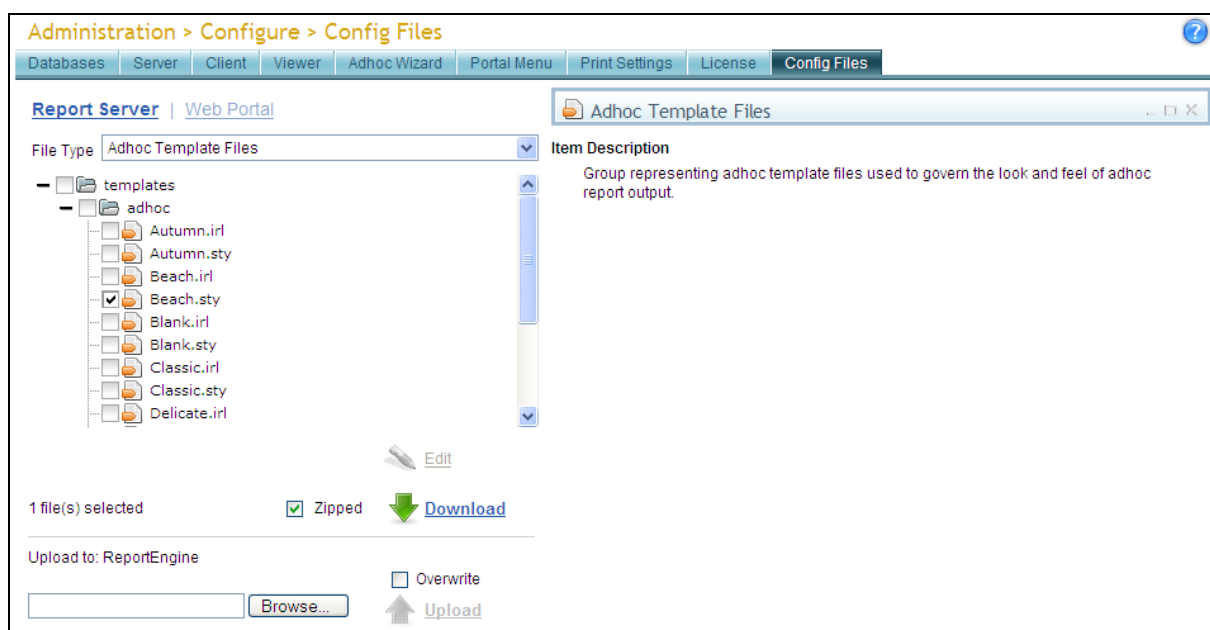 Administration > Configure > Config Files
Databases Server Client Viewer Adhoc Wizard Portal Menu Print Settings License Config Files
Report Server | Web Portal
File Type Adhoc Template Files
templates
adhoc
Autumn.irl
Autumn.sty
Beach.irl
Beach.sty
Blank.irl
Blank.sty
Classic.irl
Classic.sty
Delicate.irl
Edit
1 file(s) selected Zipped Download
Upload to: ReportEngine
Overwrite
Browse... Upload
Adhoc Template Files
Item Description
Group representing adhoc template files used to govern the look and feel of adhoc
report output.